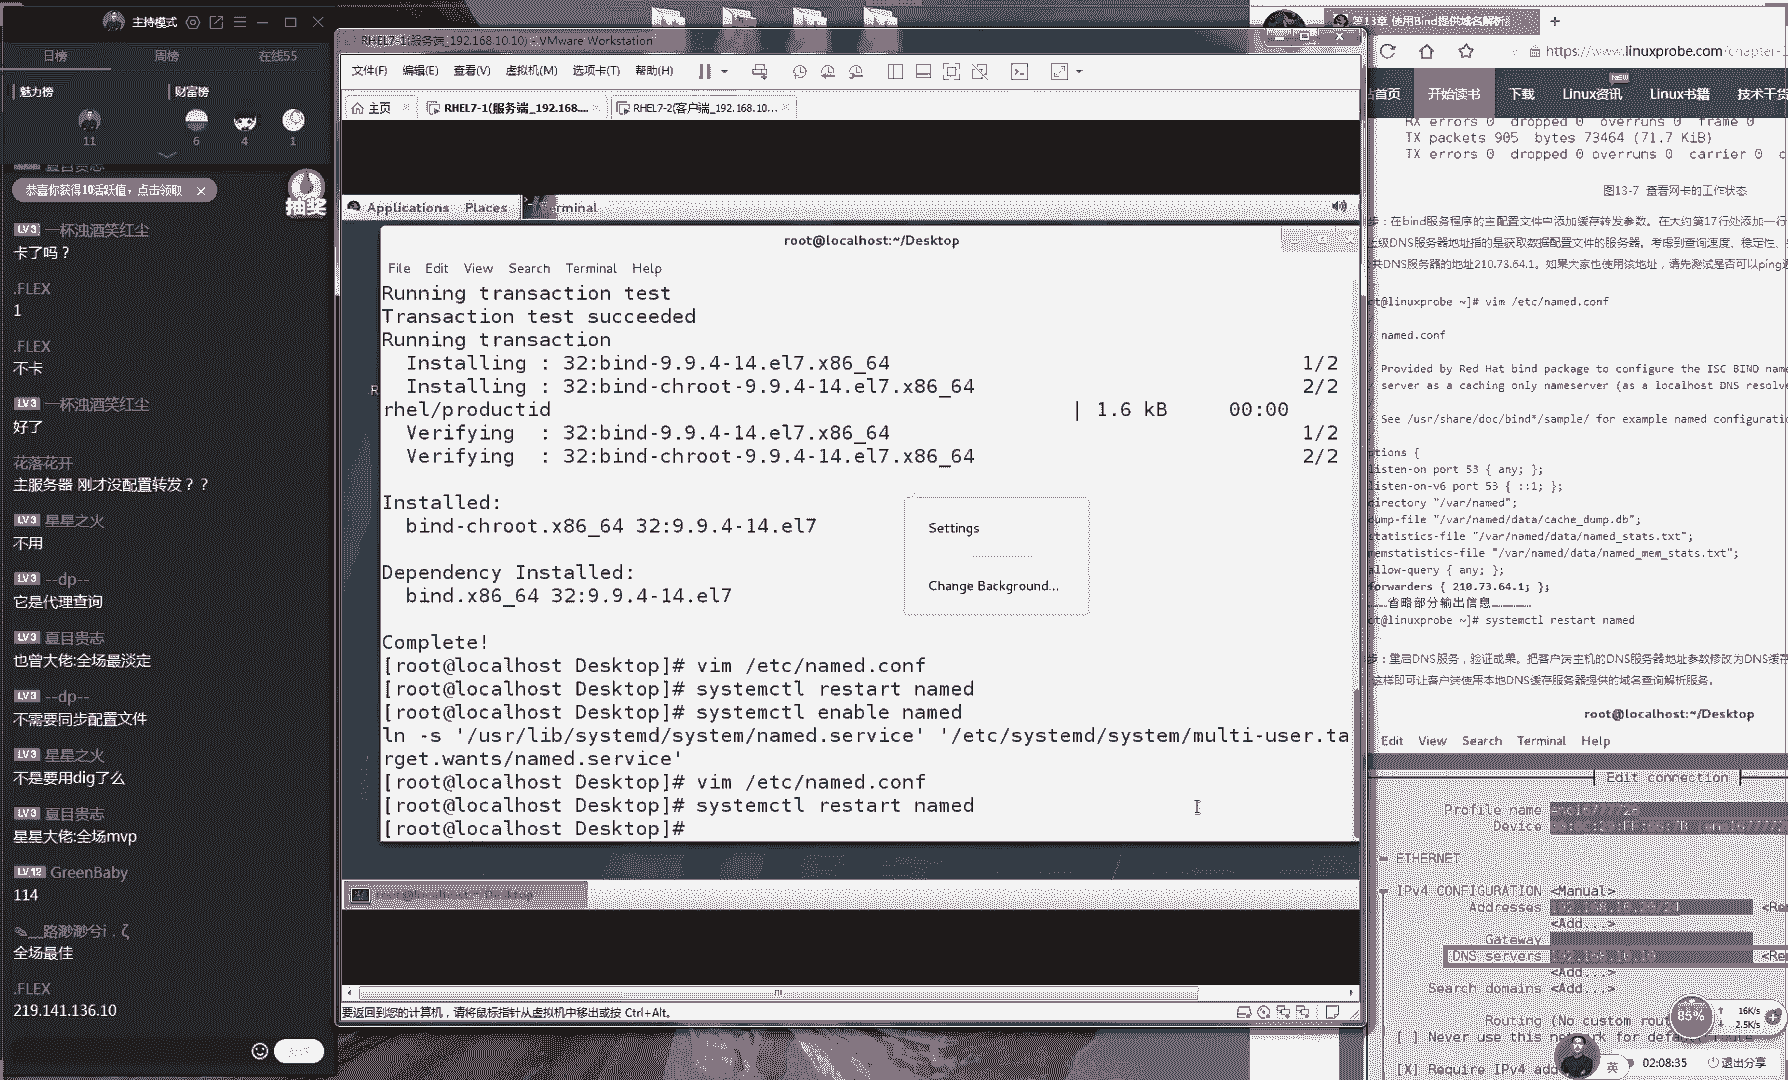 主持模式
日榜 周榜 在线55
魅力榜 财富榜
11 6 4 1
夏目贵志
恭喜你获得10活跃值，点击领取 ×
抽奖
LV3 一杯浊酒笑红尘
卡了吗？
.FLEX
1
.FLEX
不卡
LV3 一杯浊酒笑红尘
好了
花落花开
主服务器 刚才没配置转发？？
LV3 星星之火
不用
LV3 --dp--
它是代理查询
LV3 夏目贵志
也曾大佬:全场最淡定
LV3 --dp--
不需要同步配置文件
LV3 星星之火
不是要用dig了么
LV3 夏目贵志
星星大佬:全场mvp
LV12 GreenBaby
114
全场最佳
.FLEX
219.141.136.10
RHEL7-1(服务端_192.168.10.10) - VMware Workstation
文件(F) 编辑(E) 查看(V) 虚拟机(M) 选项卡(T) 帮助(H)
主页 × RHEL7-1(服务端_192.168.... × RHEL7-2(客户端_192.168.10... ×
Applications Places
root@localhost:~/Desktop
File Edit View Search Terminal Help
Running transaction test
Transaction test succeeded
Running transaction
Installing : 32:bind-9.9.4-14.el7.x86_64 1/2
Installing : 32:bind-chroot-9.9.4-14.el7.x86_64 2/2
rhel/productid | 1.6 kB 00:00
Verifying : 32:bind-9.9.4-14.el7.x86_64 1/2
Verifying : 32:bind-chroot-9.9.4-14.el7.x86_64 2/2
Installed:
bind-chroot.x86_64 32:9.9.4-14.el7
Dependency Installed:
bind.x86_64 32:9.9.4-14.el7
Complete!
[root@localhost Desktop]# vim /etc/named.conf
[root@localhost Desktop]# systemctl restart named
[root@localhost Desktop]# systemctl enable named
ln -s '/usr/lib/systemd/system/named.service' '/etc/systemd/system/multi-user.ta
rget.wants/named.service'
[root@localhost Desktop]# vim /etc/named.conf
[root@localhost Desktop]# systemctl restart named
[root@localhost Desktop]#
Settings
Change Background...
要返回到您的计算机，请将鼠标指针从虚拟机中移出或按 Ctrl+Alt。
第13章 使用Bind提供域名解析
https://www.linuxprobe.com/chapter-1
首页 开始读书 下载 Linux资讯 NEW Linux书籍 技术干货
RX errors 0 dropped 0 overruns 0 frame 0
TX packets 905 bytes 73464 (71.7 KiB)
TX errors 0 dropped 0 overruns 0 carrier 0 c
图13-7 查看网卡的工作状态
步：在bind服务程序的主配置文件中添加缓存转发参数。在大约第17行处添加一行
上级DNS服务器地址指的是获取数据配置文件的服务器。考虑到查询速度、稳定性、
共DNS服务器的地址210.73.64.1。如果大家也使用该地址，请先测试是否可以ping
t@linuxprobe ~]# vim /etc/named.conf
named.conf
Provided by Red Hat bind package to configure the ISC BIND name
server as a caching only nameserver (as a localhost DNS resolve
See /usr/share/doc/bind*/sample/ for example named configuratio
tions {
listen-on port 53 { any; };
listen-on-v6 port 53 { ::1; };
directory "/var/named";
dump-file "/var/named/data/cache_dump.db";
statistics-file "/var/named/data/named_stats.txt";
memstatistics-file "/var/named/data/named_mem_stats.txt";
allow-query { any; };
forwarders { 210.73.64.1; };
………省略部分输出信息………
t@linuxprobe ~]# systemctl restart named
步：重启DNS服务，验证成果。把客户端主机的DNS服务器地址参数修改为DNS缓存
这样即可让客户端使用本地DNS缓存服务器提供的域名查询解析服务。
root@localhost:~/Desktop
Edit View Search Terminal Help
Edit connection
Profile name
Device
ETHERNET
IPv4 CONFIGURATION <Manual>
Addresses 192.168.10.20/24
<Add...>
Gateway
DNS servers 192.168.10.10
<Add...>
Search domains <Add...>
Routing (No custom rout
[ ] Never use this network for default route
[X] Require IPv4 add
85% 16K/s
2.5K/s
英 02:08:35 退出分享